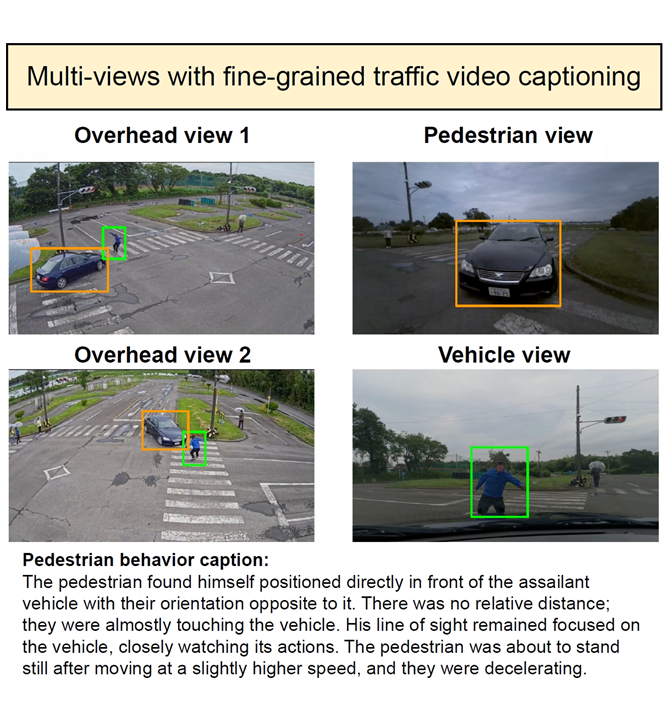 Multi-views with fine-grained traffic video captioning
Overhead view 1
Pedestrian view
Overhead view 2
Vehicle view
Pedestrian behavior caption:
The pedestrian found himself positioned directly in front of the assailant
vehicle with their orientation opposite to it. There was no relative distance;
they were almostly touching the vehicle. His line of sight remained focused on
the vehicle, closely watching its actions. The pedestrian was about to stand
still after moving at a slightly higher speed, and they were decelerating.